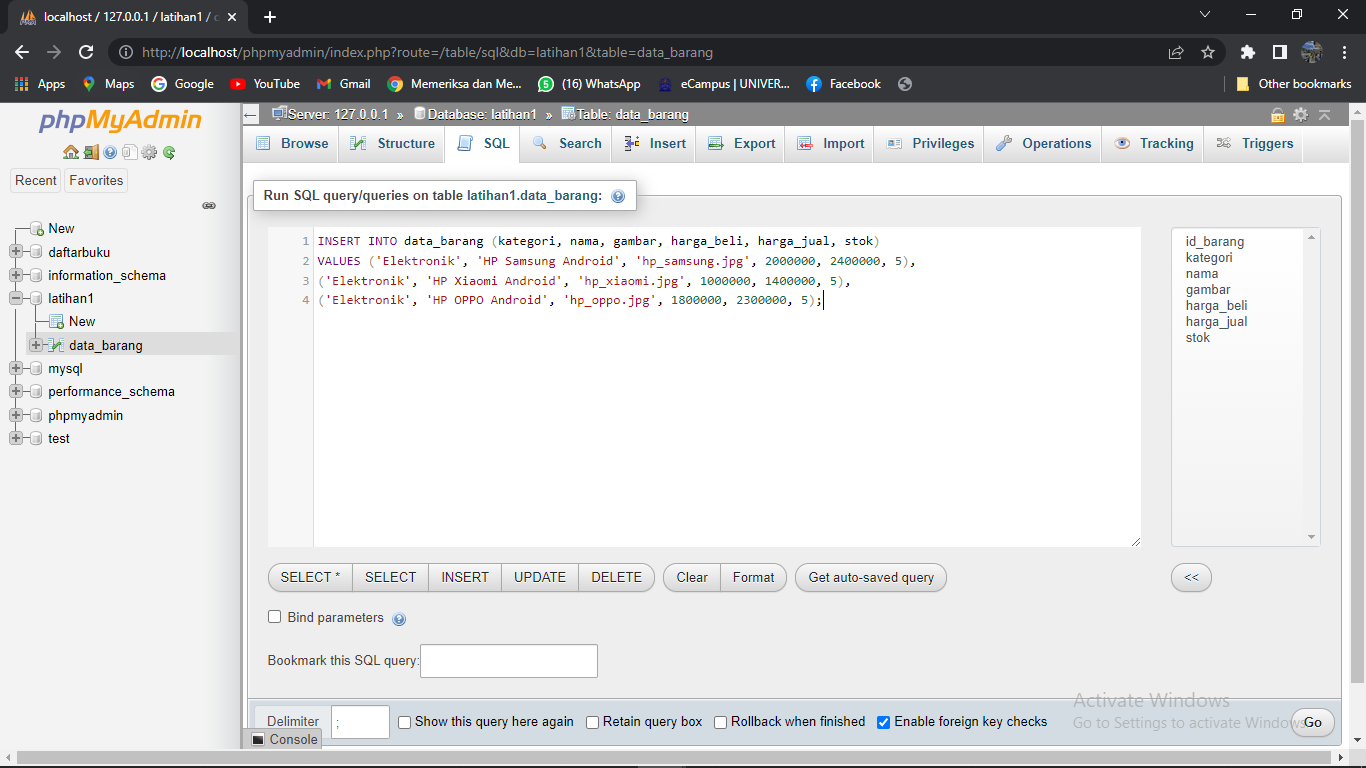 localhost / 127.0.0.1 / latihan1 /
http://localhost/phpmyadmin/index.php?route=/table/sql&db=latihan1&table=data_barang
Apps Maps Google YouTube Gmail Memeriksa dan Me... (16) WhatsApp eCampus | UNIVER... Facebook Other bookmarks
phpMyAdmin
Server: 127.0.0.1 » Database: latihan1 » Table: data_barang
Browse Structure SQL Search Insert Export Import Privileges Operations Tracking Triggers
Recent Favorites
New
daftarbuku
information_schema
latihan1
New
data_barang
mysql
performance_schema
phpmyadmin
test
Run SQL query/queries on table latihan1.data_barang:
1 INSERT INTO data_barang (kategori, nama, gambar, harga_beli, harga_jual, stok)
2 VALUES ('Elektronik', 'HP Samsung Android', 'hp_samsung.jpg', 2000000, 2400000, 5),
3 ('Elektronik', 'HP Xiaomi Android', 'hp_xiaomi.jpg', 1000000, 1400000, 5),
4 ('Elektronik', 'HP OPPO Android', 'hp_oppo.jpg', 1800000, 2300000, 5);
id_barang
kategori
nama
gambar
harga_beli
harga_jual
stok
SELECT * SELECT INSERT UPDATE DELETE Clear Format Get auto-saved query <<
Bind parameters
Bookmark this SQL query:
Activate Windows
Go to Settings to activate Windows.
Delimiter ; Show this query here again Retain query box Rollback when finished Enable foreign key checks Go
Console